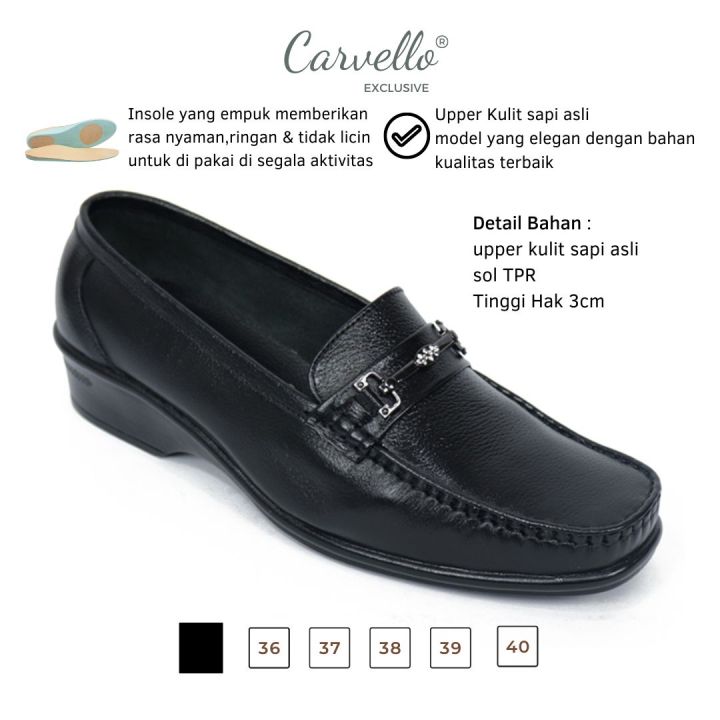 Carvello®
EXCLUSIVE
Insole yang empuk memberikan
rasa nyaman,ringan & tidak licin
untuk di pakai di segala aktivitas
Upper Kulit sapi asli
model yang elegan dengan bahan
kualitas terbaik
Detail Bahan :
upper kulit sapi asli
sol TPR
Tinggi Hak 3cm
36 37 38 39 40